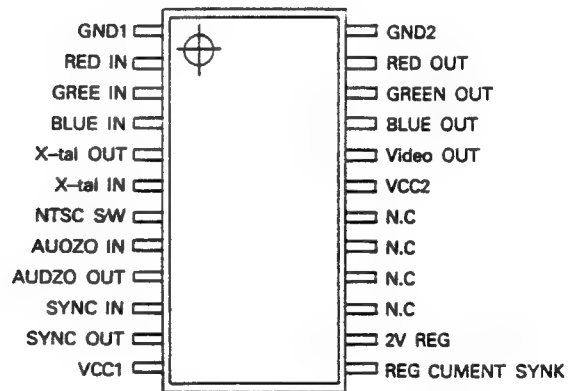 GND1 GND2
RED IN RED OUT
GREE IN GREEN OUT
BLUE IN BLUE OUT
X-tal OUT Video OUT
X-tal IN VCC2
NTSC S/W N.C
AUOZO IN N.C
AUDZO OUT N.C
SYNC IN N.C
SYNC OUT 2V REG
VCC1 REG CUMENT SYNK